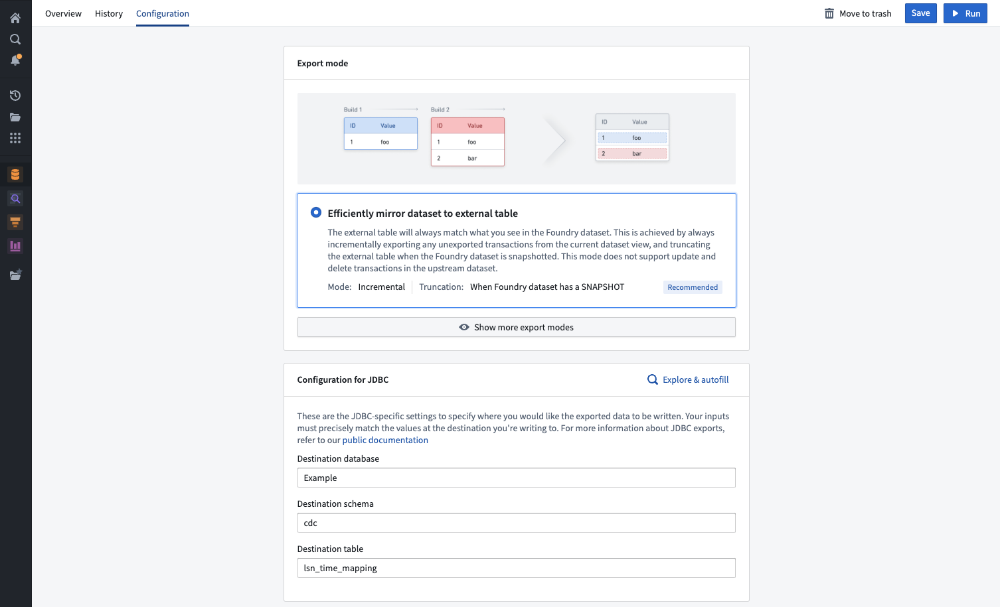 Overview History Configuration Move to trash Save Run
Export mode
Build 1 Build 2
ID Value ID Value ID Value
1 foo 1 foo 1 foo
2 bar 2 bar
Efficiently mirror dataset to external table
The external table will always match what you see in the Foundry dataset. This is achieved by always
incrementally exporting any unexported transactions from the current dataset view, and truncating
the external table when the Foundry dataset is snapshotted. This mode does not support update and
delete transactions in the upstream dataset.
Mode: Incremental Truncation: When Foundry dataset has a SNAPSHOT Recommended
Show more export modes
Configuration for JDBC Explore & autofill
These are the JDBC-specific settings to specify where you would like the exported data to be written. Your inputs
must precisely match the values at the destination you're writing to. For more information about JDBC exports,
refer to our public documentation
Destination database
Example
Destination schema
cdc
Destination table
lsn_time_mapping